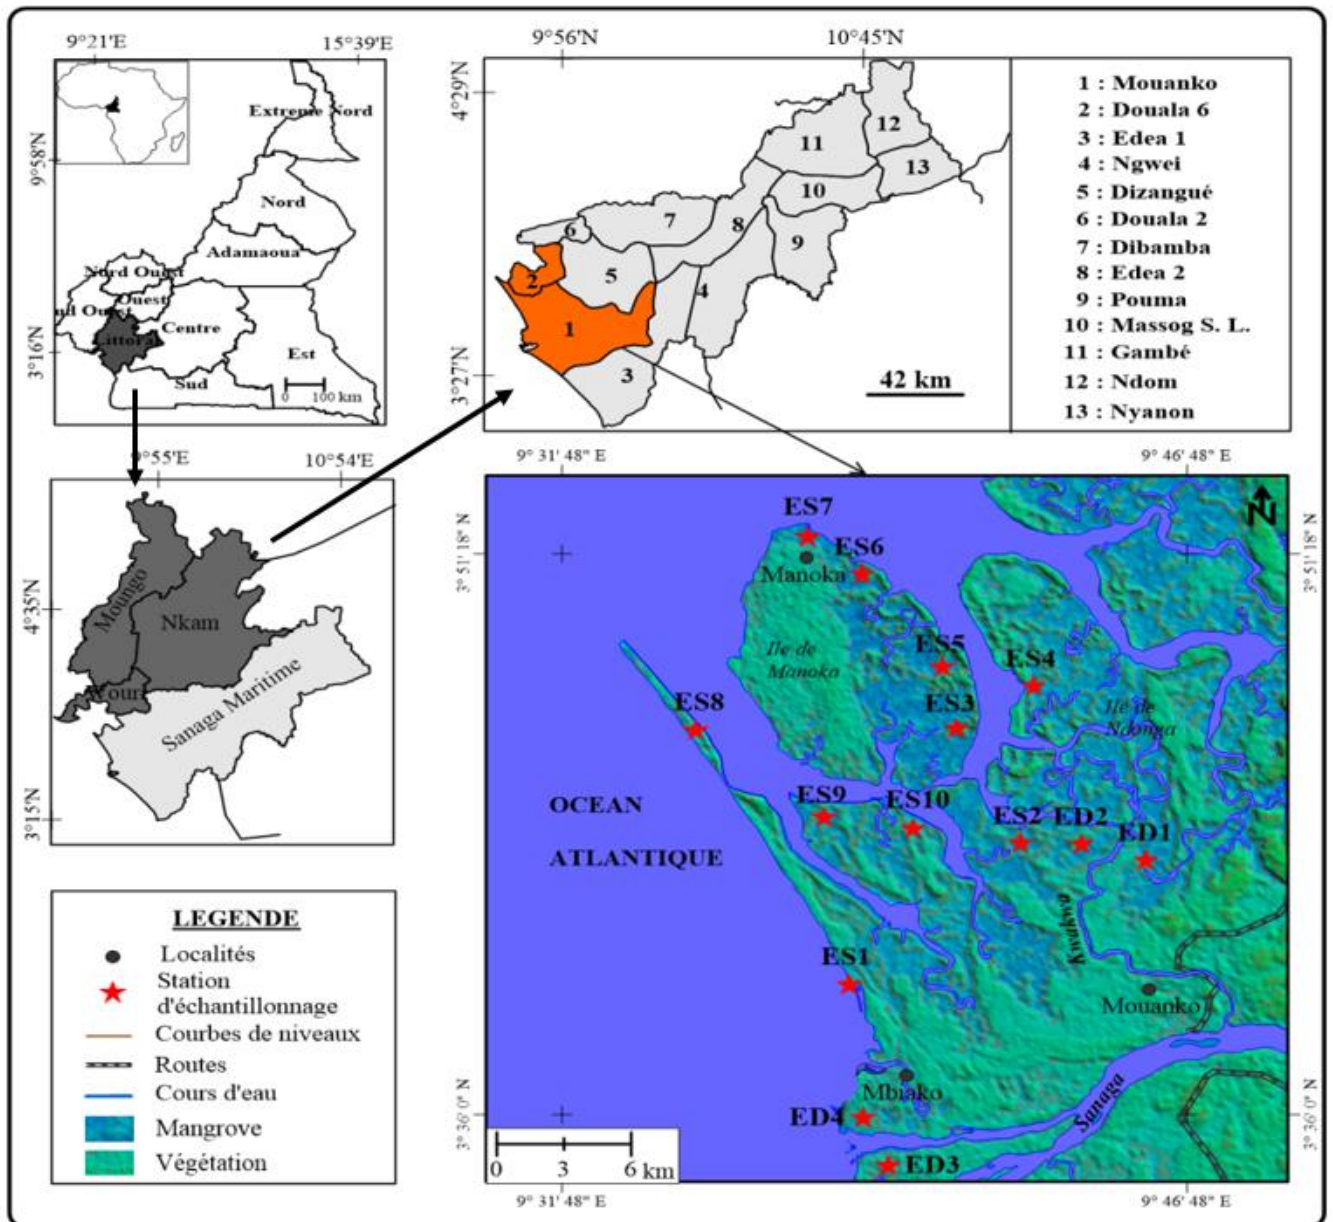 9°21'E
15°39'E
9°58'N
3°16'N
Extreme Nord
Nord
Adamaoua
Nord Ouest
Ouest
ud Ouest
Littoral
Centre
Est
Sud
0 100 km
9°56'N
10°45'N
4°29'N
3°27'N
12
11
13
10
7
8
6
9
5
2
4
1
3
42 km
1 : Mouanko
2 : Douala 6
3 : Edea 1
4 : Ngwei
5 : Dizangué
6 : Douala 2
7 : Dibamba
8 : Edea 2
9 : Pouma
10 : Massog S. L.
11 : Gambé
12 : Ndom
13 : Nyanon
9°55'E
10°54'E
4°35'N
3°15'N
Moungo
Nkam
Wouri
Sanaga Maritime
LEGENDE
Localités
Station
d'échantillonnage
Courbes de niveaux
Routes
Cours d'eau
Mangrove
Végétation
9° 31' 48" E
9° 46' 48" E
3° 51' 18" N
3° 51' 18" N
N
ES7
ES6
Manoka
Ile de
Manoka
ES5
ES4
ES3
Ile de
Ndonga
ES8
OCEAN
ATLANTIQUE
ES9
ES10
ES2
ED2
ED1
Kwakwa
ES1
Mouanko
Mbiako
ED4
Sanaga
ED3
3° 36' 0" N
3° 36' 0" N
0 3 6 km
9° 31' 48" E
9° 46' 48" E